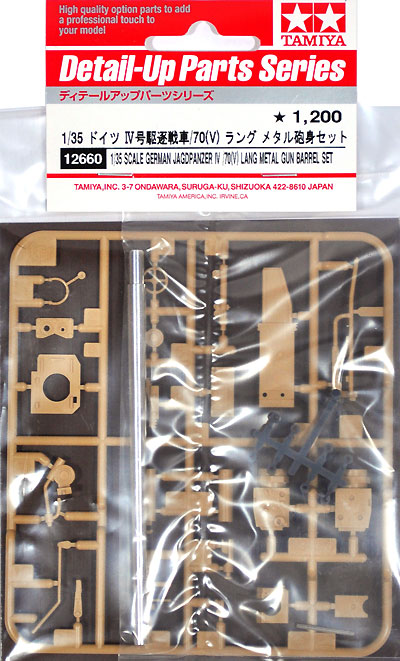 High quality option parts to add
a professional touch to
your model
TAMIYA
Detail-Up Parts Series
ディテールアップパーツシリーズ
★ 1,200
1/35 ドイツ Ⅳ号駆逐戦車/70(V) ラング メタル砲身セット
12660 1/35 SCALE GERMAN JAGDPANZER Ⅳ /70(V) LANG METAL GUN BARREL SET
TAMIYA,INC. 3-7 ONDAWARA, SURUGA-KU, SHIZUOKA 422-8610 JAPAN
TAMIYA AMERICA, INC. IRVINE,CA